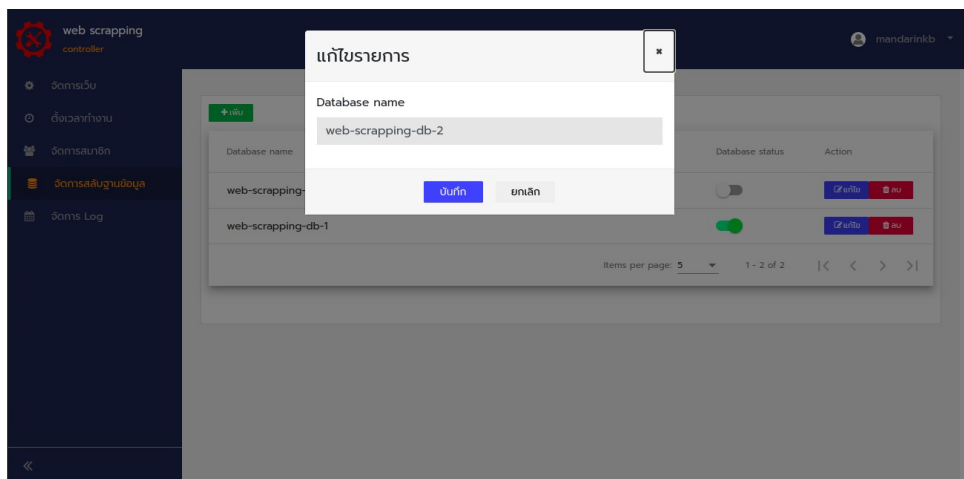 web scrapping
controller
mandarinkb
จัดการเว็บ
ตั้งเวลาทำงาน
จัดการสมาชิก
จัดการสลับฐานข้อมูล
จัดการ Log
แก้ไขรายการ
Database name
web-scrapping-db-2
บันทึก ยกเลิก
+ เพิ่ม
Database name Database status Action
web-scrapping- แก้ไข ลบ
web-scrapping-db-1 แก้ไข ลบ
Items per page: 5 1 - 2 of 2